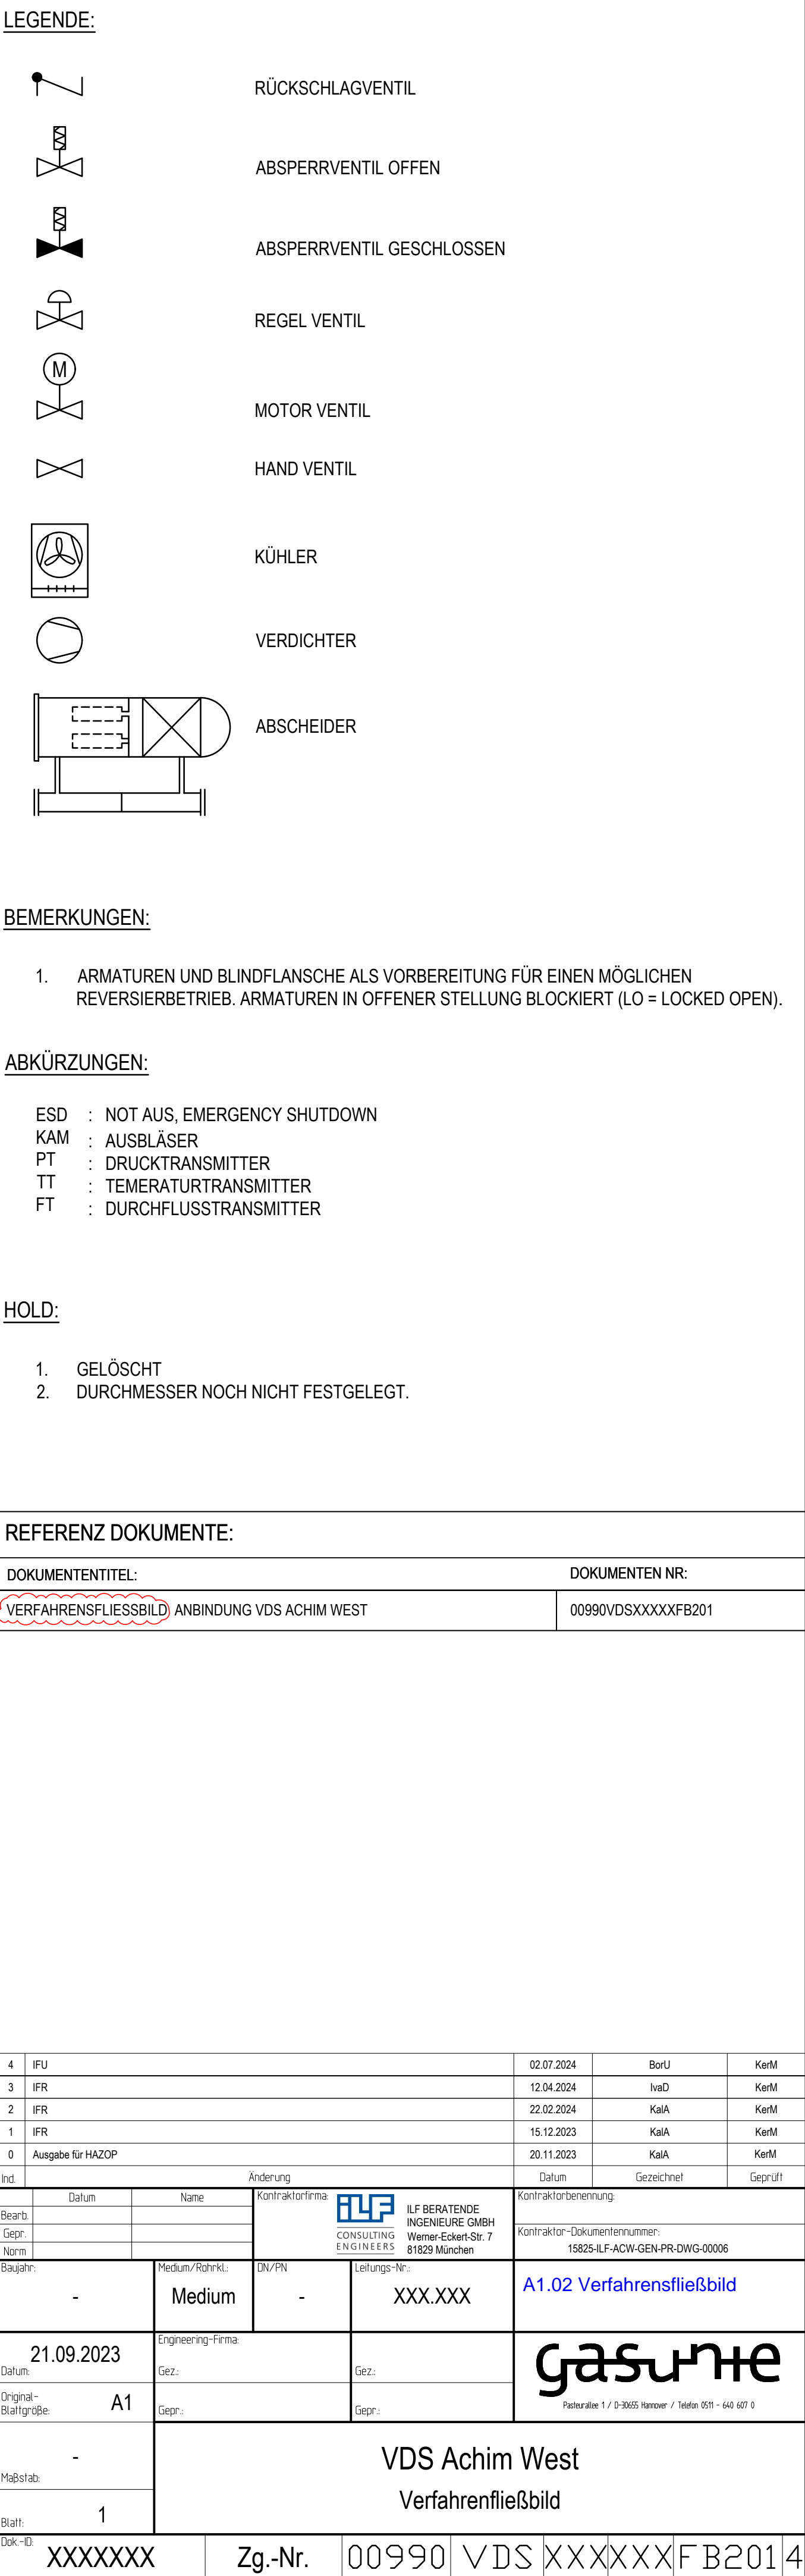 LEGENDE:
RÜCKSCHLAGVENTIL
ABSPERRVENTIL OFFEN
ABSPERRVENTIL GESCHLOSSEN
REGEL VENTIL
M
MOTOR VENTIL
HAND VENTIL
KÜHLER
VERDICHTER
ABSCHEIDER
BEMERKUNGEN:
1. ARMATUREN UND BLINDFLANSCHE ALS VORBEREITUNG FÜR EINEN MÖGLICHEN
REVERSIERBETRIEB. ARMATUREN IN OFFENER STELLUNG BLOCKIERT (LO = LOCKED OPEN).
ABKÜRZUNGEN:
ESD : NOT AUS, EMERGENCY SHUTDOWN
KAM : AUSBLÄSER
PT : DRUCKTRANSMITTER
TT : TEMERATURTRANSMITTER
FT : DURCHFLUSSTRANSMITTER
HOLD:
1. GELÖSCHT
2. DURCHMESSER NOCH NICHT FESTGELEGT.
REFERENZ DOKUMENTE:
DOKUMENTENTITEL: DOKUMENTEN NR:
VERFAHRENSFLIESSBILD ANBINDUNG VDS ACHIM WEST 00990VDSXXXXXFB201
4 IFU 02.07.2024 BorU KerM
3 IFR 12.04.2024 IvaD KerM
2 IFR 22.02.2024 KalA KerM
1 IFR 15.12.2023 KalA KerM
0 Ausgabe für HAZOP 20.11.2023 KalA KerM
Ind. Änderung Datum Gezeichnet Geprüft
Datum Name
Bearb.
Gepr.
Norm
Kontraktorfirma:
iLF
CONSULTING
ENGINEERS
ILF BERATENDE
INGENIEURE GMBH
Werner-Eckert-Str. 7
81829 München
Kontraktorbenennung:
Kontraktor-Dokumentennummer:
15825-ILF-ACW-GEN-PR-DWG-00006
Baujahr: Medium/Rohrkl.: DN/PN Leitungs-Nr.:
- Medium - XXX.XXX
A1.02 Verfahrensfließbild
21.09.2023
Datum:
Engineering-Firma:
Gez.: Gez.:
gasunie
Pasteurallee 1 / D-30655 Hannover / Telefon 0511 - 640 607 0
Original-
Blattgröße: A1
Gepr.: Gepr.:
-
Maßstab:
VDS Achim West
Verfahrenfließbild
Blatt: 1
Dok.-ID: XXXXXXX Zg.-Nr. 00990 VDS XXX XXX FB201 4